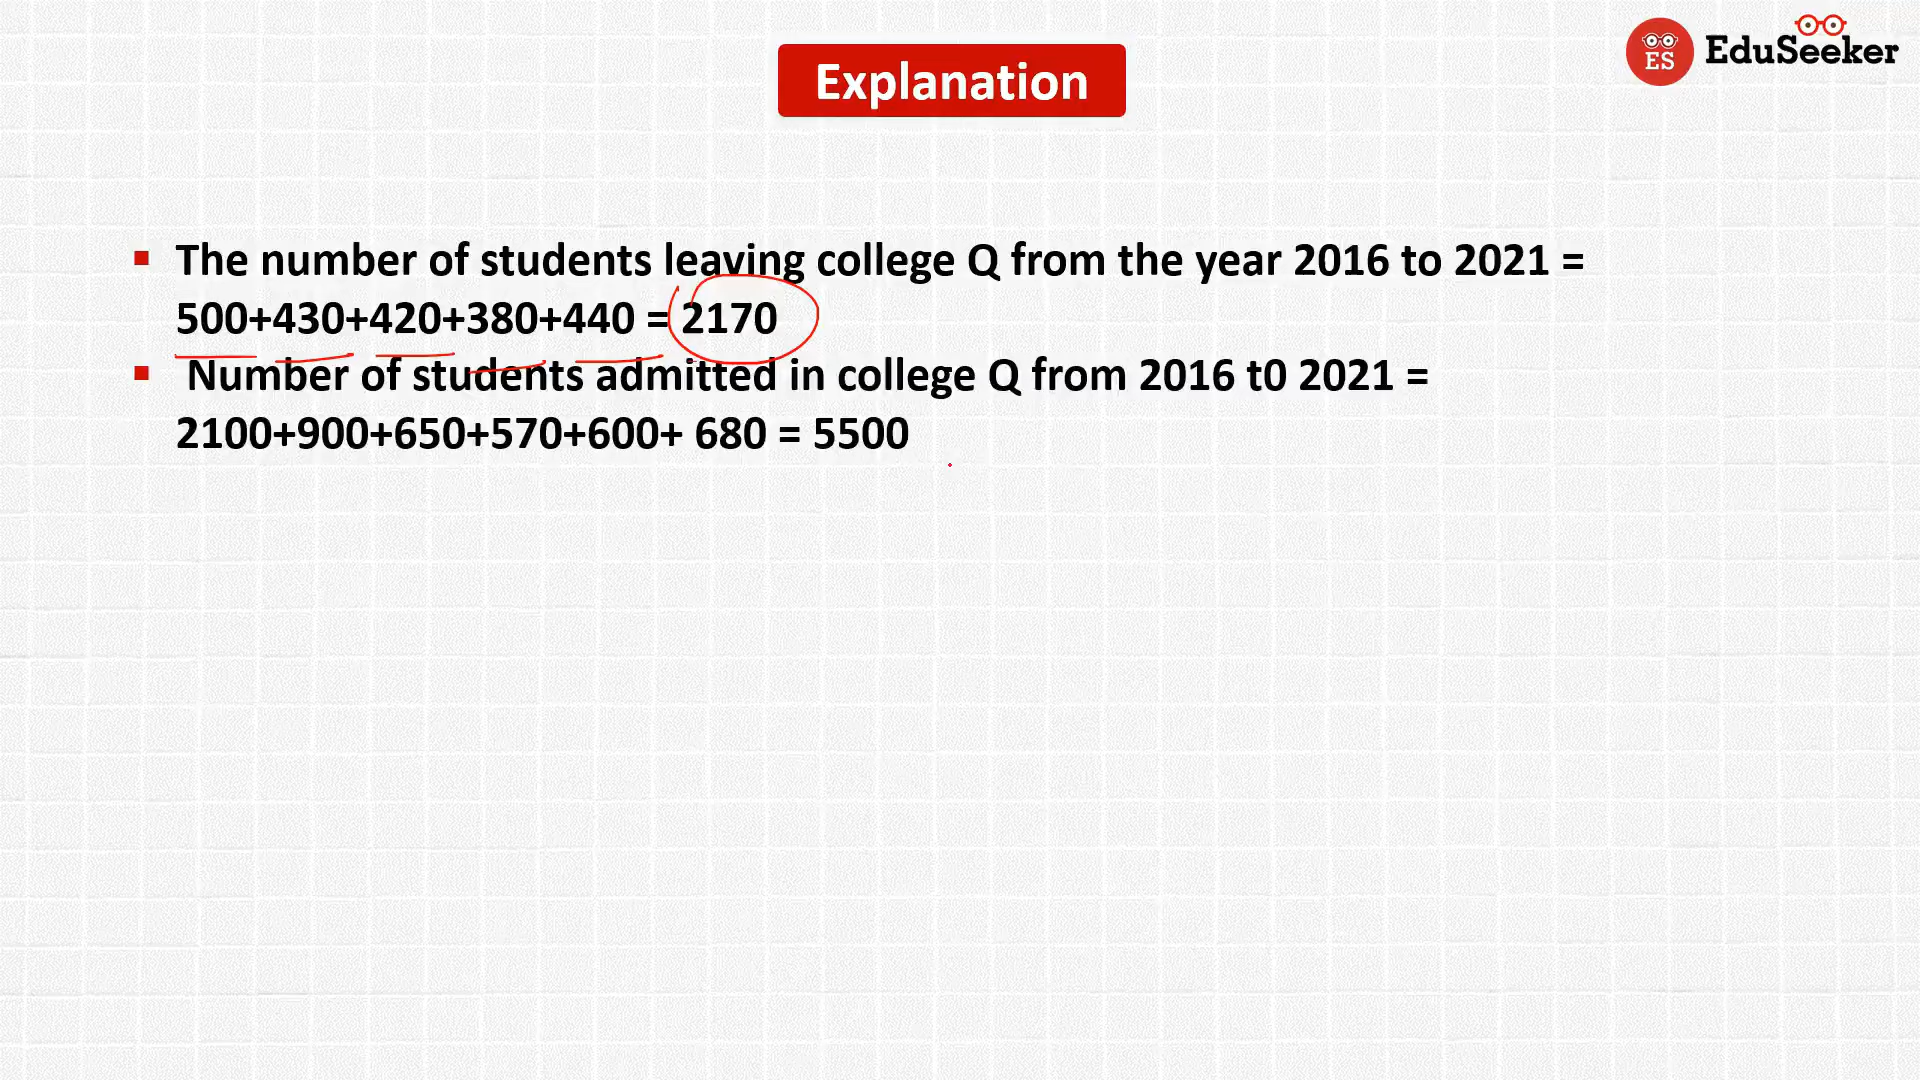 Explanation
ES
EduSeeker
The number of students leaving college Q from the year 2016 to 2021 =
500+430+420+380+440 = 2170
Number of students admitted in college Q from 2016 t0 2021 =
2100+900+650+570+600+ 680 = 5500